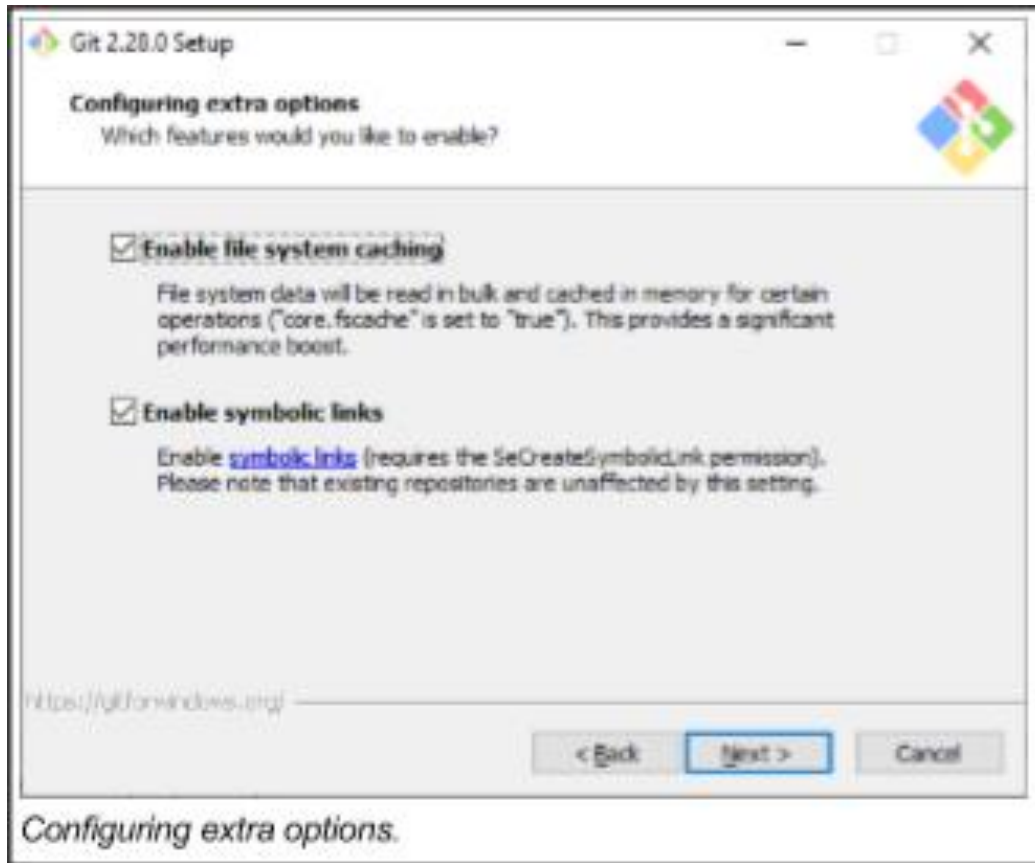 Git 2.28.0 Setup
Configuring extra options
Which features would you like to enable?
Enable file system caching
File system data will be read in bulk and cached in memory for certain
operations ("core.fscache" is set to "true"). This provides a significant
performance boost.
Enable symbolic links
Enable symbolic links (requires the SeCreateSymbolicLink permission).
Please note that existing repositories are unaffected by this setting.
https://gitforwindows.org/
< Back
Next >
Cancel
Configuring extra options.